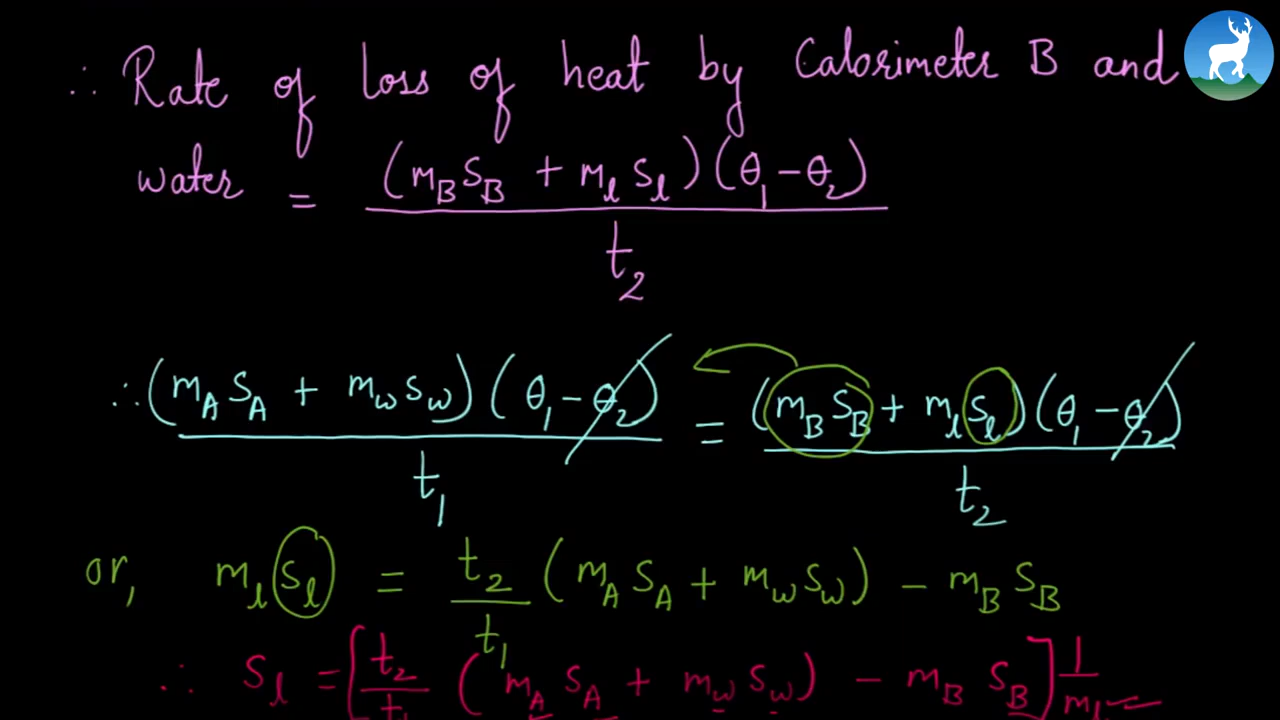 ∴ Rate of loss of heat by Calorimeter B and
water = (m_B S_B + m_l S_l)(θ_1 − θ_2) / t_2
∴ (m_A S_A + m_w S_w)(θ_1 − θ_2) / t_1 = (m_B S_B + m_l S_l)(θ_1 − θ_2) / t_2
or, m_l S_l = t_2 / t_1 (m_A S_A + m_w S_w) − m_B S_B
∴ S_l = [t_2 / t_1 (m_A S_A + m_w S_w) − m_B S_B] 1 / m_l